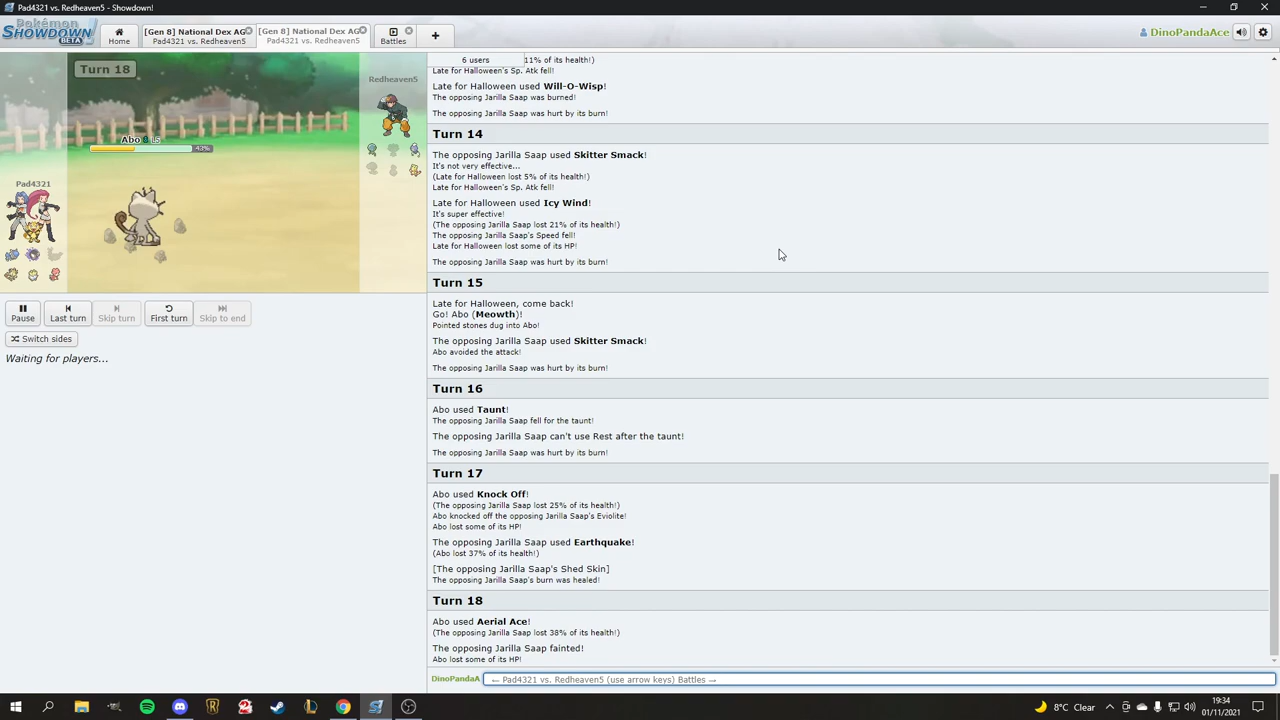 Pad4321 vs. Redheaven5 - Showdown!
Pokémon
SHOWDOWN
BETA
Home
[Gen 8] National Dex AG
Pad4321 vs. Redheaven5
[Gen 8] National Dex AG
Pad4321 vs. Redheaven5
Battles
DinoPandaAce
Turn 18
Redheaven5
Abo
L5
43%
Pad4321
Pause
Last turn
Skip turn
First turn
Skip to end
Switch sides
Waiting for players...
6 users
11% of its health!)
Late for Halloween's Sp. Atk fell!
Late for Halloween used Will-O-Wisp!
The opposing Jarilla Saap was burned!
The opposing Jarilla Saap was hurt by its burn!
Turn 14
The opposing Jarilla Saap used Skitter Smack!
It's not very effective...
(Late for Halloween lost 5% of its health!)
Late for Halloween's Sp. Atk fell!
Late for Halloween used Icy Wind!
It's super effective!
(The opposing Jarilla Saap lost 21% of its health!)
The opposing Jarilla Saap's Speed fell!
Late for Halloween lost some of its HP!
The opposing Jarilla Saap was hurt by its burn!
Turn 15
Late for Halloween, come back!
Go! Abo (Meowth)!
Pointed stones dug into Abo!
The opposing Jarilla Saap used Skitter Smack!
Abo avoided the attack!
The opposing Jarilla Saap was hurt by its burn!
Turn 16
Abo used Taunt!
The opposing Jarilla Saap fell for the taunt!
The opposing Jarilla Saap can't use Rest after the taunt!
The opposing Jarilla Saap was hurt by its burn!
Turn 17
Abo used Knock Off!
(The opposing Jarilla Saap lost 25% of its health!)
Abo knocked off the opposing Jarilla Saap's Eviolite!
Abo lost some of its HP!
The opposing Jarilla Saap used Earthquake!
(Abo lost 37% of its health!)
[The opposing Jarilla Saap's Shed Skin]
The opposing Jarilla Saap's burn was healed!
Turn 18
Abo used Aerial Ace!
(The opposing Jarilla Saap lost 38% of its health!)
The opposing Jarilla Saap fainted!
Abo lost some of its HP!
DinoPandaA
← Pad4321 vs. Redheaven5 (use arrow keys) Battles →
8°C Clear
19:34
01/11/2021